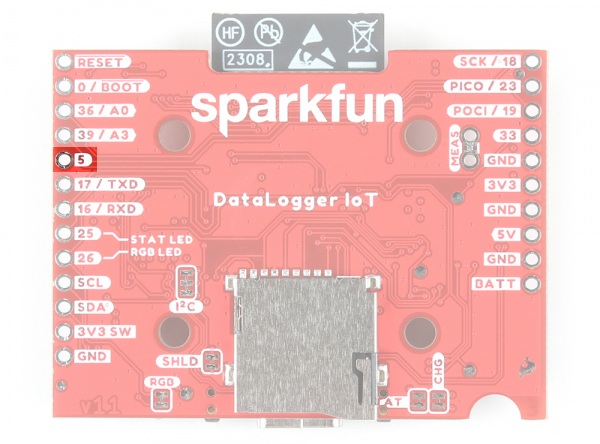 HF Pb
2308
RESET
0 / BOOT
36 / A0
39 / A3
5
17 / TXD
16 / RXD
25
STAT LED
26
RGB LED
SCL
SDA
3V3 SW
GND
sparkfun
DataLogger IoT
MEAS
I²C
SHLD
RGB
CHG
AT
v11
SCK / 18
PICO / 23
POCI / 19
33
GND
3V3
GND
5V
GND
BATT